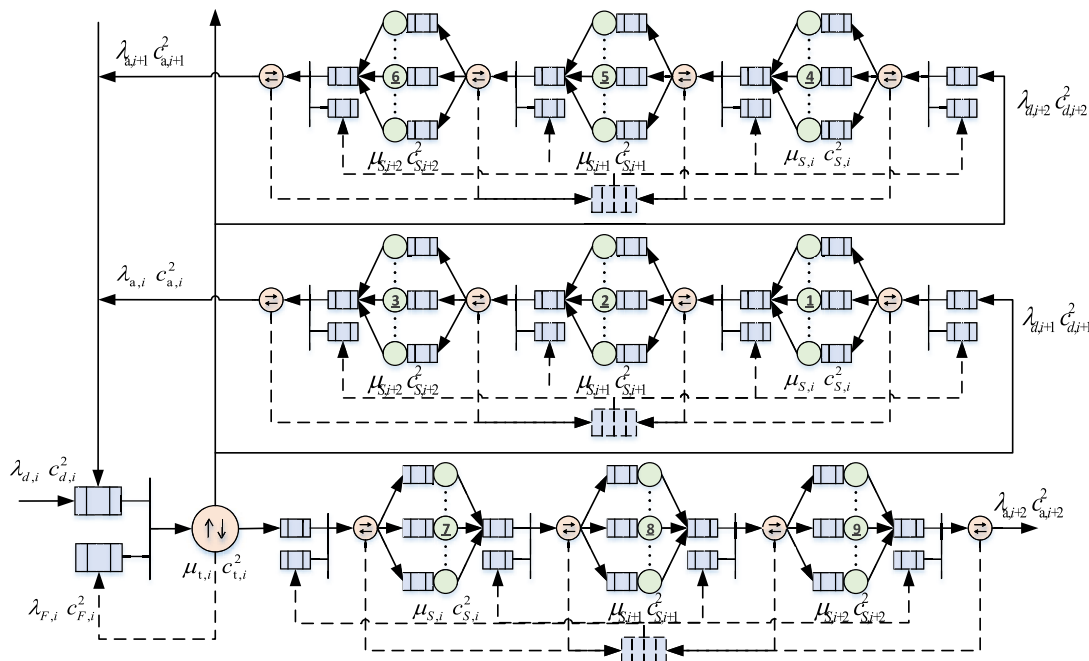 λa,i+1 c²a,i+1
6 5 4
λd,i+2 c²d,i+2
μS,i+2 c²S,i+2 μS,i+1 c²S,i+1 μS,i c²S,i
λa,i c²a,i
3 2 1
λd,i+1 c²d,i+1
μS,i+2 c²S,i+2 μS,i+1 c²S,i+1 μS,i c²S,i
λd,i c²d,i
7 8 9
λa,i+2 c²a,i+2
μt,i c²t,i
μS,i c²S,i μS,i+1 c²S,i+1 μS,i+2 c²S,i+2
λF,i c²F,i